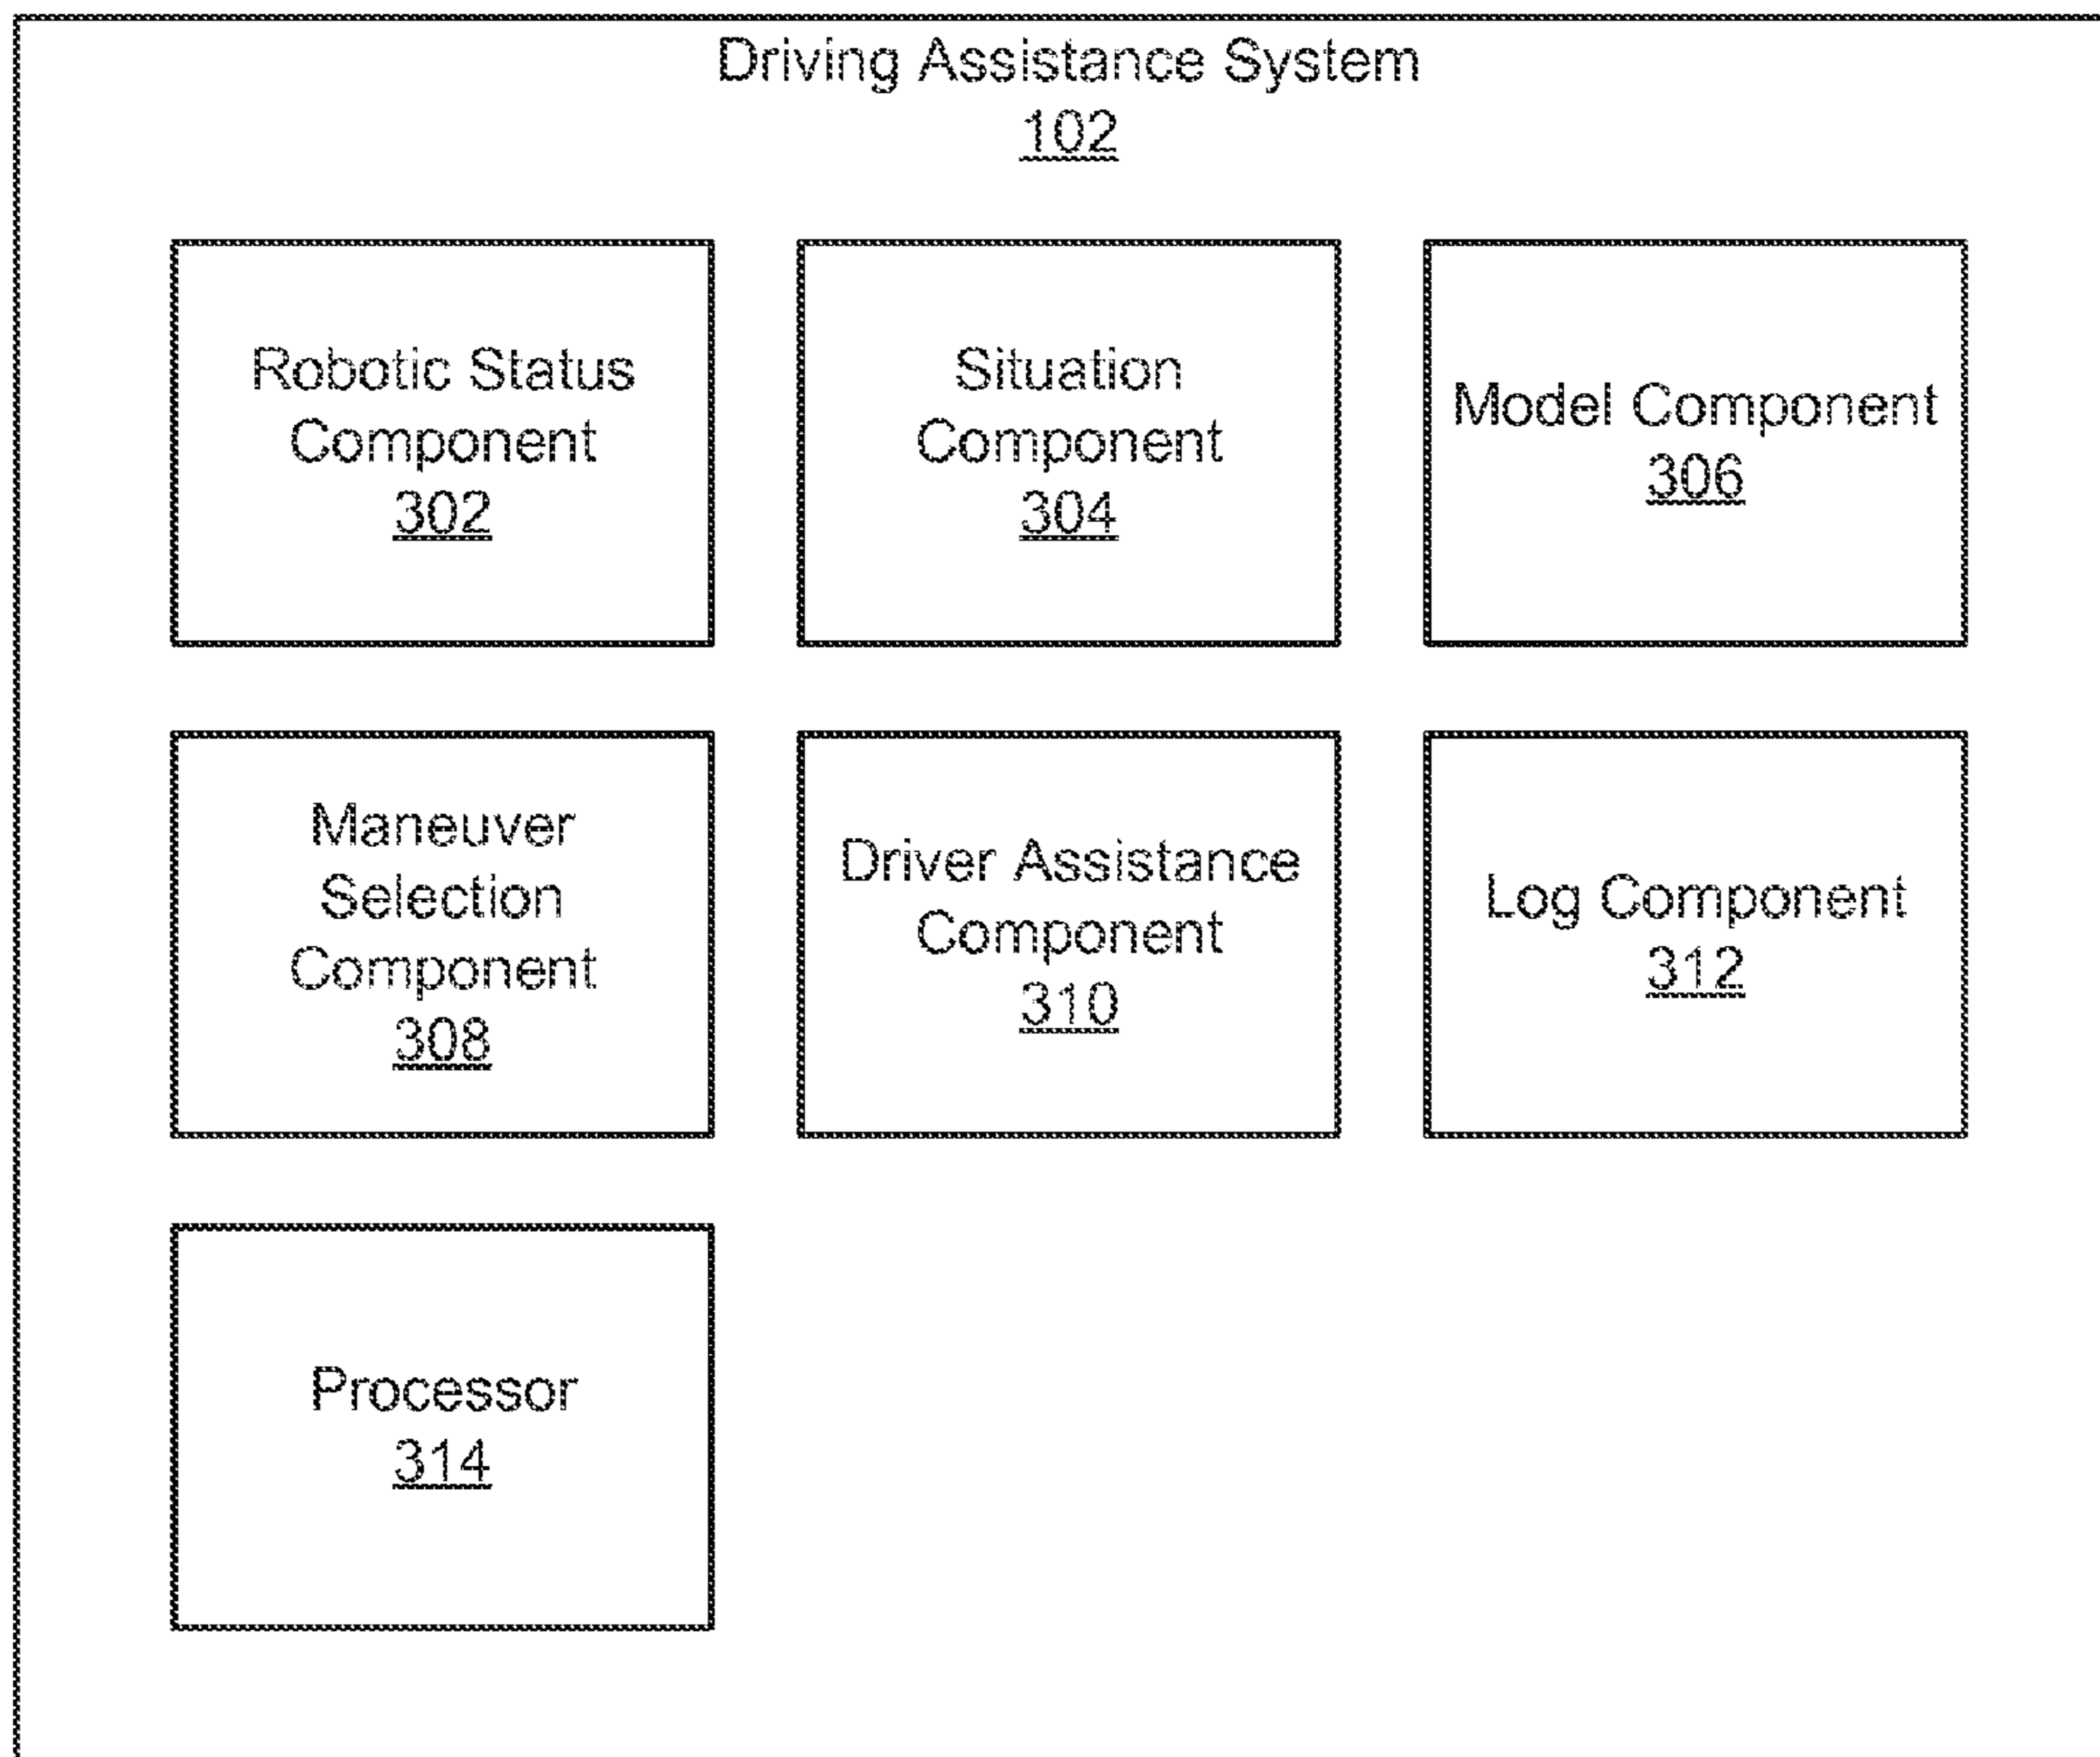 Driving Assistance System
102
Robotic Status
Component
302
Situation
Component
304
Model Component
306
Maneuver
Selection
Component
308
Driver Assistance
Component
310
Log Component
312
Processor
314